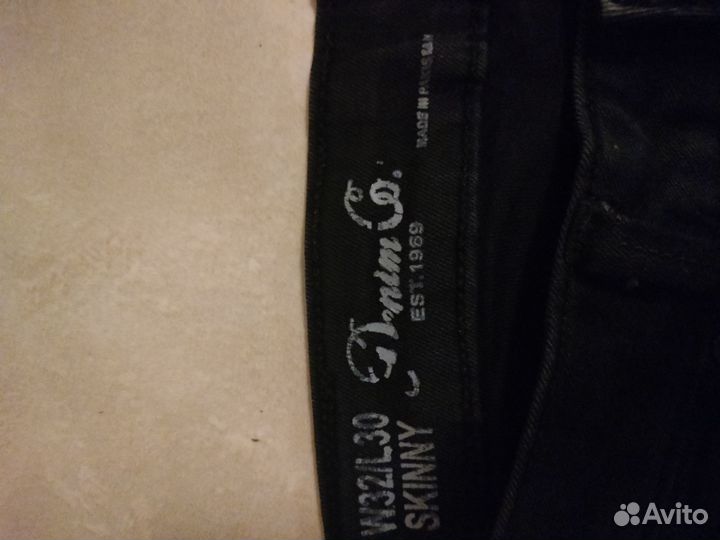 W32/L30
SKINNY
Denim Co.
EST.1969
MADE IN PAKISTAN
Avito